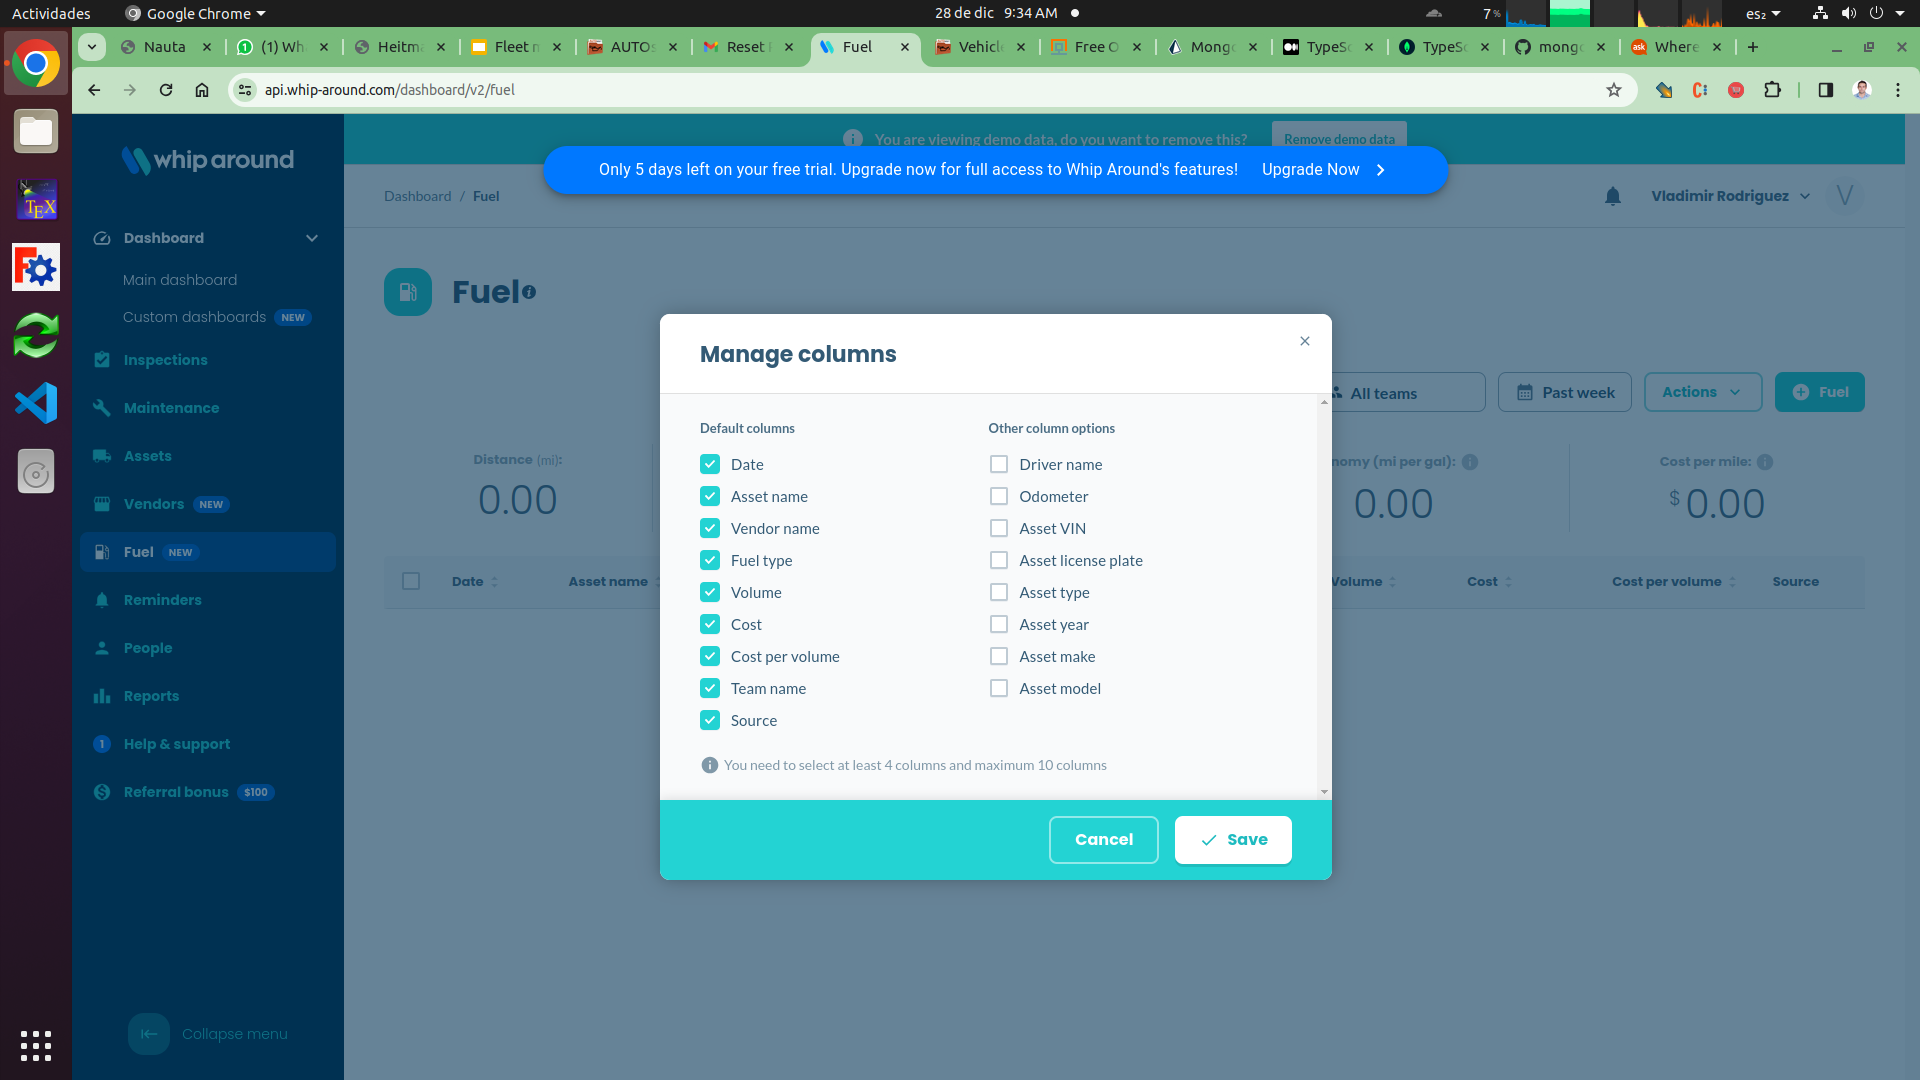 Actividades
Google Chrome
28 de dic 9:34 AM
7 %
es₂
Nauta
(1) Wh
Heitm
Fleet
AUTO
Reset
Fuel
Vehicl
Free O
Mong
TypeSc
TypeSc
mong
Where
api.whip-around.com/dashboard/v2/fuel
You are viewing demo data, do you want to remove this?
Remove demo data
Only 5 days left on your free trial. Upgrade now for full access to Whip Around's features!
Upgrade Now
whip around
Dashboard / Fuel
Vladimir Rodriguez
V
Dashboard
Main dashboard
Custom dashboards NEW
Inspections
Maintenance
Assets
Vendors NEW
Fuel NEW
Reminders
People
Reports
1 Help & support
Referral bonus $100
Collapse menu
Fuel
All teams
Past week
Actions
Fuel
Distance (mi):
0.00
nomy (mi per gal):
0.00
Cost per mile:
$ 0.00
Date
Asset name
Volume
Cost
Cost per volume
Source
Manage columns
Default columns
Date
Asset name
Vendor name
Fuel type
Volume
Cost
Cost per volume
Team name
Source
Other column options
Driver name
Odometer
Asset VIN
Asset license plate
Asset type
Asset year
Asset make
Asset model
You need to select at least 4 columns and maximum 10 columns
Cancel
Save
TEX